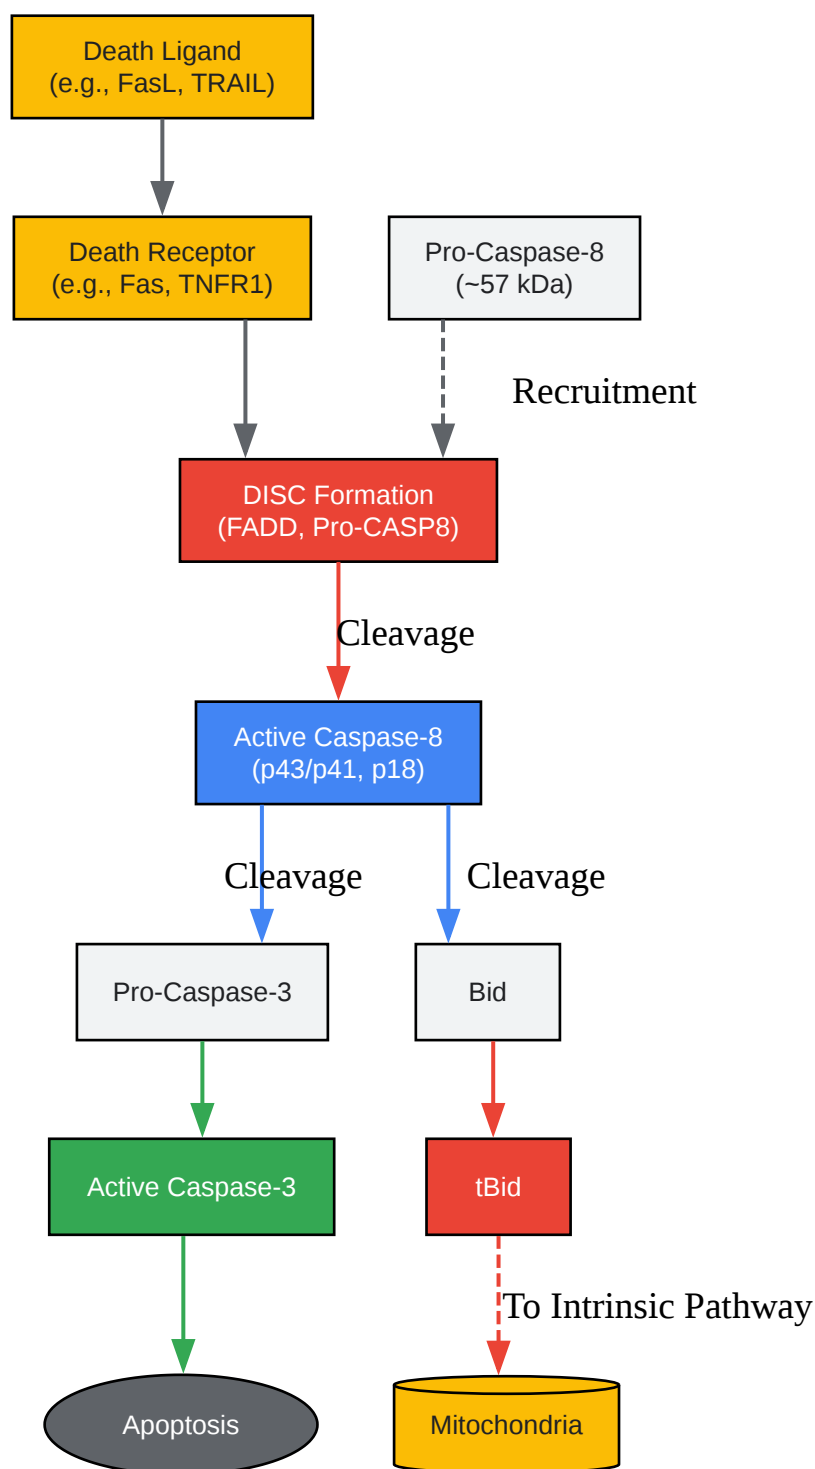 Death Ligand
(e.g., FasL, TRAIL)
Death Receptor
(e.g., Fas, TNFR1)
Pro-Caspase-8
(~57 kDa)
Recruitment
DISC Formation
(FADD, Pro-CASP8)
Cleavage
Active Caspase-8
(p43/p41, p18)
Cleavage
Cleavage
Pro-Caspase-3
Bid
Active Caspase-3
tBid
To Intrinsic Pathway
Apoptosis
Mitochondria